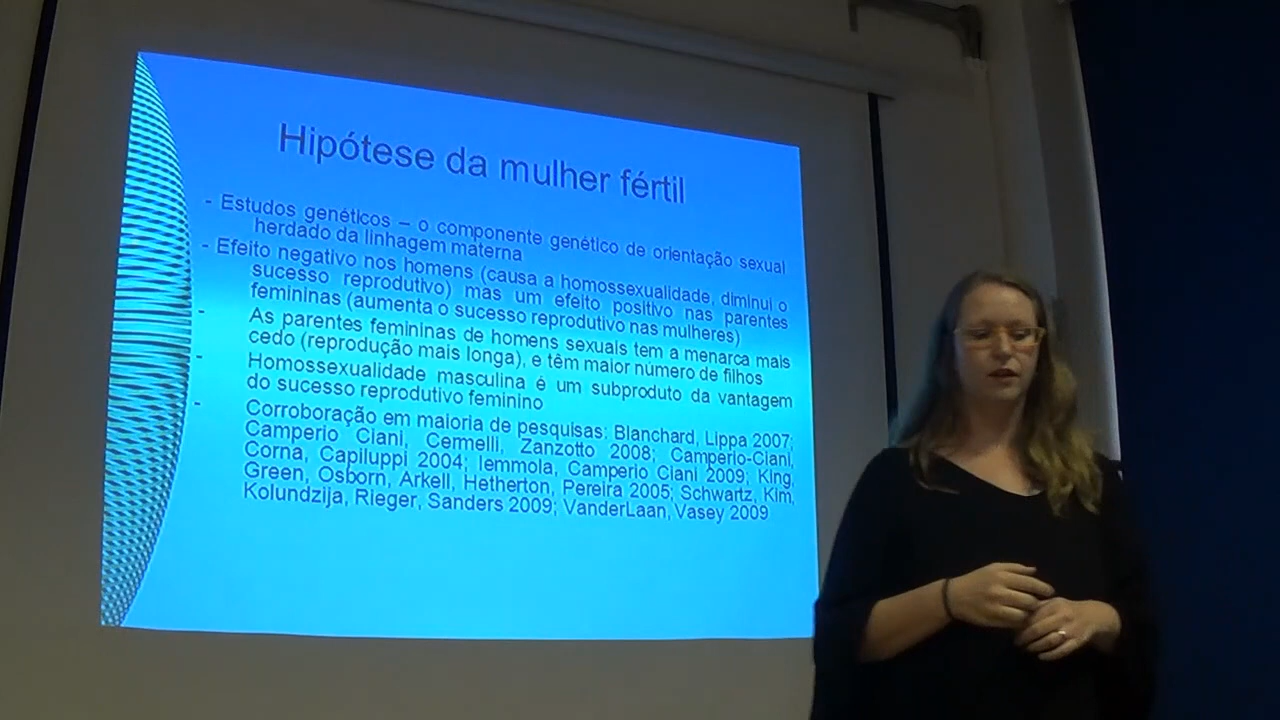 Hipótese da mulher fértil
- Estudos genéticos – o componente genético de orientação sexual
herdado da linhagem materna
- Efeito negativo nos homens (causa a homossexualidade, diminui o
sucesso reprodutivo) mas um efeito positivo nas parentes
femininas (aumenta o sucesso reprodutivo nas mulheres)
- As parentes femininas de homens sexuais tem a menarca mais
cedo (reprodução mais longa), e têm maior número de filhos
- Homossexualidade masculina é um subproduto da vantagem
do sucesso reprodutivo feminino
- Corroboração em maioria de pesquisas: Blanchard, Lippa 2007;
Camperio Ciani, Cermelli, Zanzotto 2008; Camperio-Ciani,
Corna, Capiluppi 2004; Iemmola, Camperio Ciani 2009; King,
Green, Osborn, Arkell, Hetherton, Pereira 2005; Schwartz, Kim,
Kolundzija, Rieger, Sanders 2009; VanderLaan, Vasey 2009